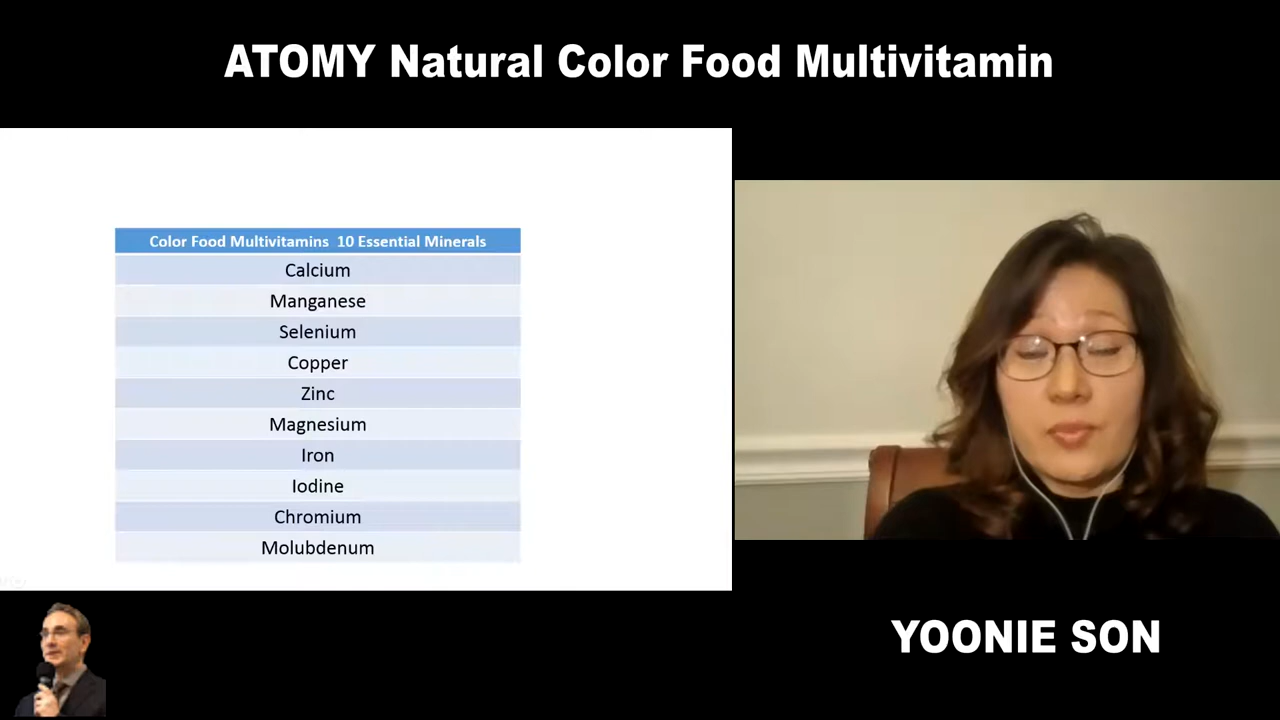 ATOMY Natural Color Food Multivitamin
Color Food Multivitamins 10 Essential Minerals
Calcium
Manganese
Selenium
Copper
Zinc
Magnesium
Iron
Iodine
Chromium
Molubdenum
YOONIE SON